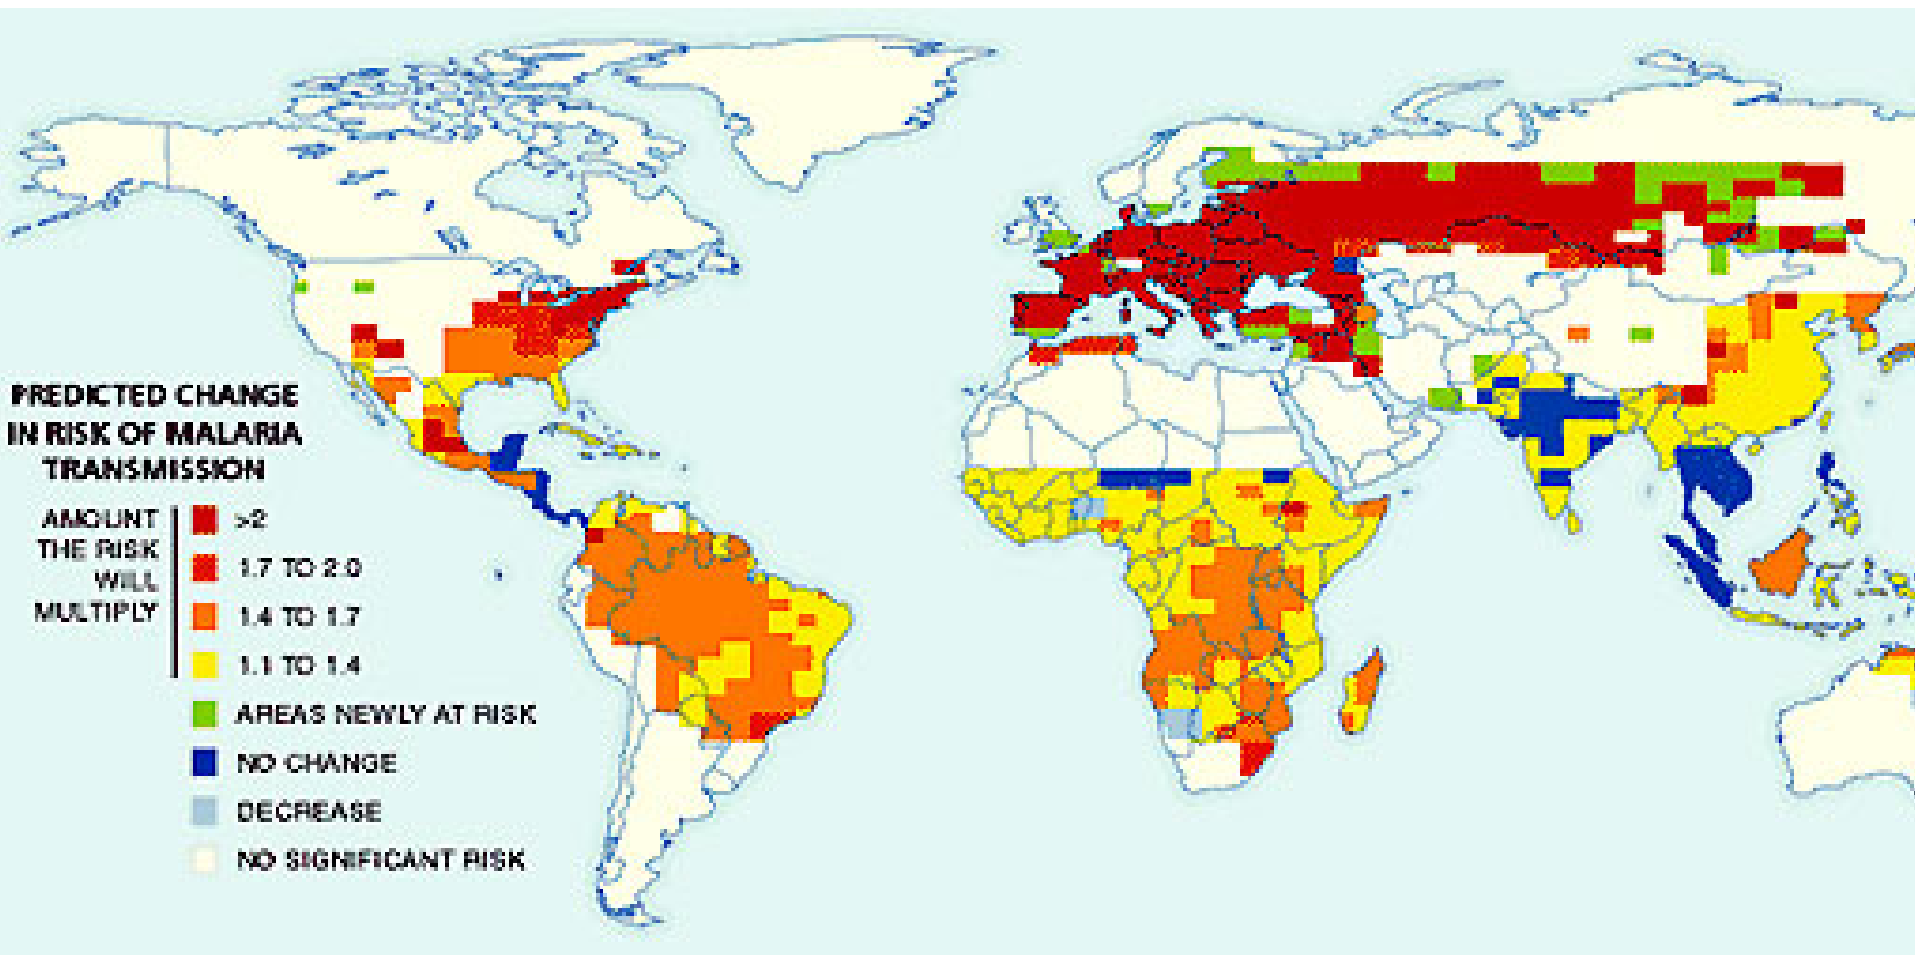 PREDICTED CHANGE
IN RISK OF MALARIA
TRANSMISSION
AMOUNT
THE RISK
WILL
MULTIPLY
>2
1.7 TO 2.0
1.4 TO 1.7
1.1 TO 1.4
AREAS NEWLY AT RISK
NO CHANGE
DECREASE
NO SIGNIFICANT RISK